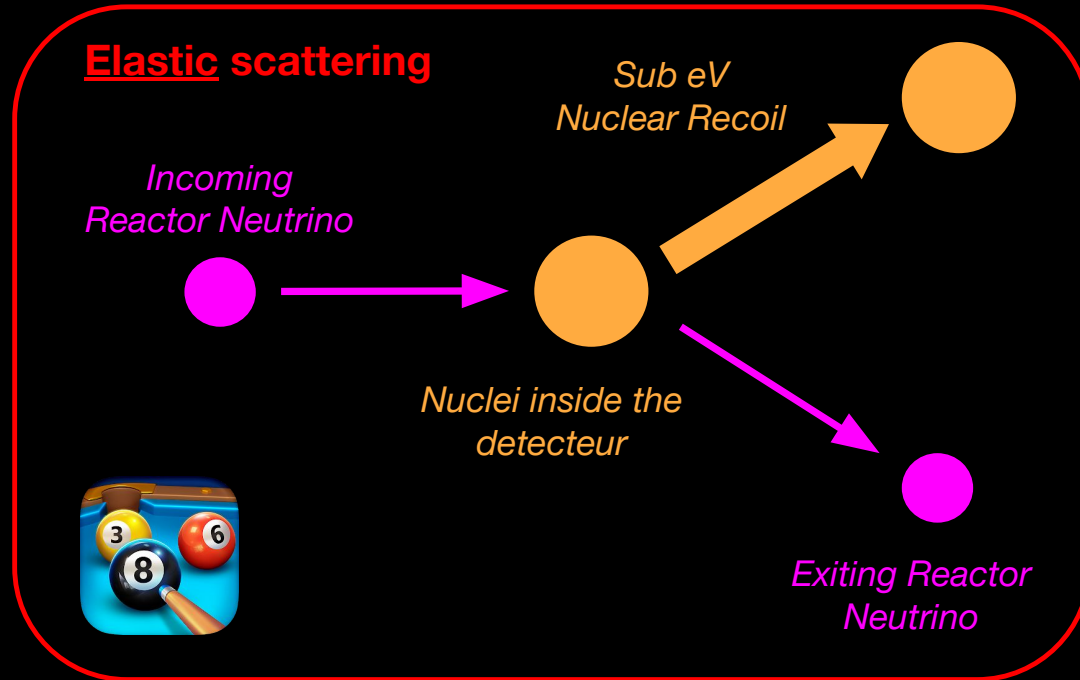 Elastic scattering
Sub eV
Nuclear Recoil
Incoming
Reactor Neutrino
Nuclei inside the
detecteur
3
6
8
Exiting Reactor
Neutrino